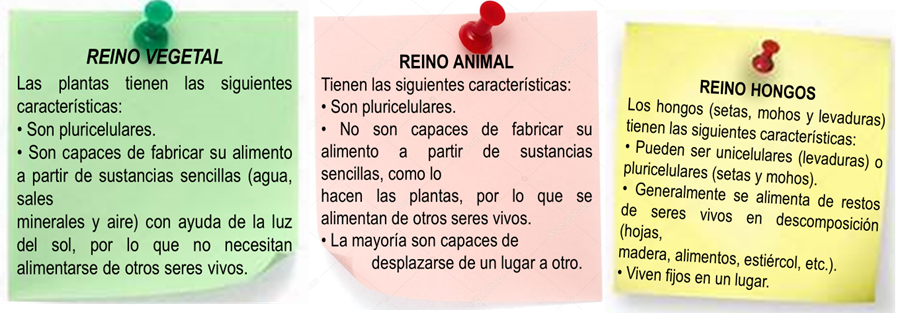 REINO VEGETAL
Las plantas tienen las siguientes
características:
• Son pluricelulares.
• Son capaces de fabricar su alimento
a partir de sustancias sencillas (agua,
sales
minerales y aire) con ayuda de la luz
del sol, por lo que no necesitan
alimentarse de otros seres vivos.
REINO ANIMAL
Tienen las siguientes características:
• Son pluricelulares.
• No son capaces de fabricar su
alimento a partir de sustancias
sencillas, como lo
hacen las plantas, por lo que se
alimentan de otros seres vivos.
• La mayoría son capaces de
desplazarse de un lugar a otro.
REINO HONGOS
Los hongos (setas, mohos y levaduras)
tienen las siguientes características:
• Pueden ser unicelulares (levaduras) o
pluricelulares (setas y mohos).
• Generalmente se alimenta de restos
de seres vivos en descomposición
(hojas,
madera, alimentos, estiércol, etc.).
• Viven fijos en un lugar.